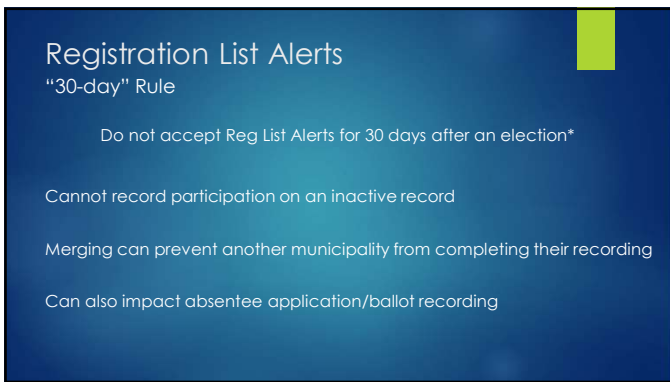 Registration List Alerts
“30-day” Rule
Do not accept Reg List Alerts for 30 days after an election*
Cannot record participation on an inactive record
Merging can prevent another municipality from completing their recording
Can also impact absentee application/ballot recording